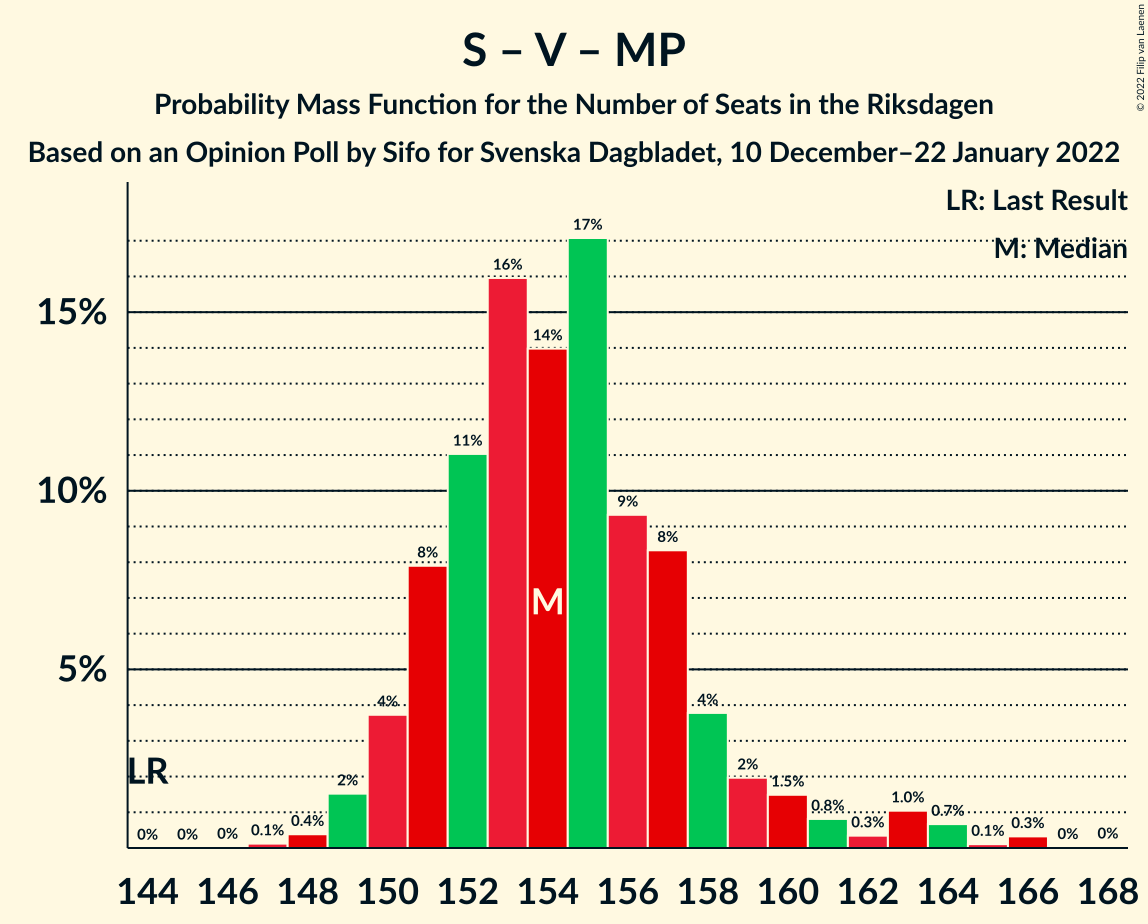 S – V – MP
Probability Mass Function for the Number of Seats in the Riksdagen
Based on an Opinion Poll by Sifo for Svenska Dagbladet, 10 December–22 January 2022
© 2022 Filip van Laenen
LR: Last Result
M: Median
15%
10%
5%
LR
M
0% 0% 0% 0.1% 0.4% 2% 4% 8% 11% 16% 14% 17% 9% 8% 4% 2% 1.5% 0.8% 0.3% 1.0% 0.7% 0.1% 0.3% 0% 0%
144 146 148 150 152 154 156 158 160 162 164 166 168